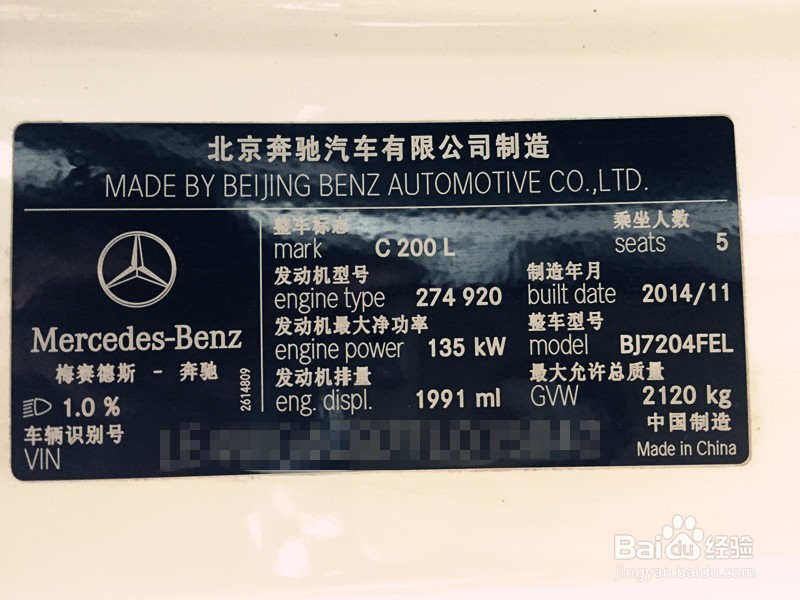 北京奔驰汽车有限公司制造
MADE BY BEIJING BENZ AUTOMOTIVE CO.,LTD.
Mercedes-Benz
梅赛德斯 - 奔驰
1.0 %
2614809
整车标志
mark C 200 L
乘坐人数
seats 5
发动机型号
engine type 274 920
制造年月
built date 2014/11
发动机最大净功率
engine power 135 kW
整车型号
model BJ7204FEL
发动机排量
eng. displ. 1991 ml
最大允许总质量
GVW 2120 kg
车辆识别号
VIN
中国制造
Made in China
Baidu经验
jingyan.baidu.com